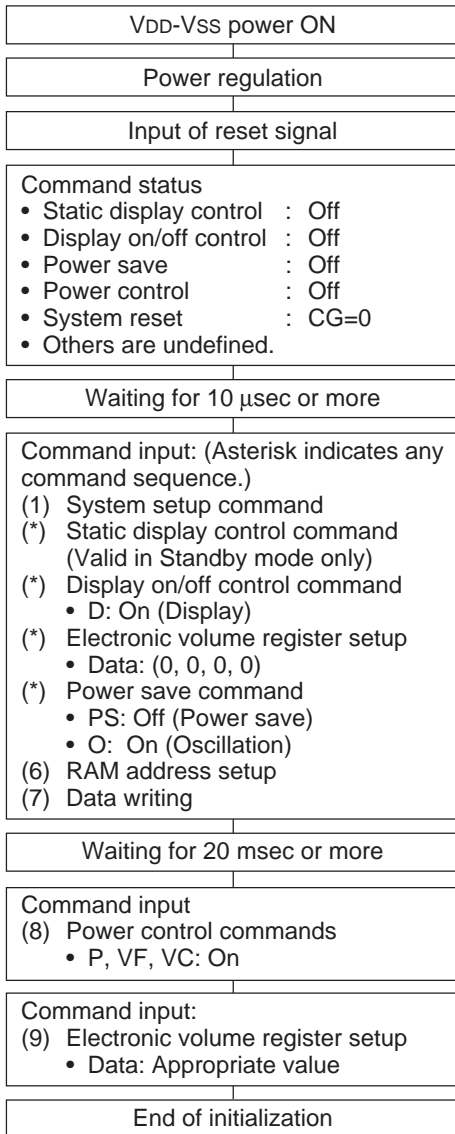 VDD-VSS power ON
Power regulation
Input of reset signal
Command status
• Static display control : Off
• Display on/off control : Off
• Power save : Off
• Power control : Off
• System reset : CG=0
• Others are undefined.
Waiting for 10 μsec or more
Command input: (Asterisk indicates any
command sequence.)
(1) System setup command
(*) Static display control command
(Valid in Standby mode only)
(*) Display on/off control command
• D: On (Display)
(*) Electronic volume register setup
• Data: (0, 0, 0, 0)
(*) Power save command
• PS: Off (Power save)
• O: On (Oscillation)
(6) RAM address setup
(7) Data writing
Waiting for 20 msec or more
Command input
(8) Power control commands
• P, VF, VC: On
Command input:
(9) Electronic volume register setup
• Data: Appropriate value
End of initialization